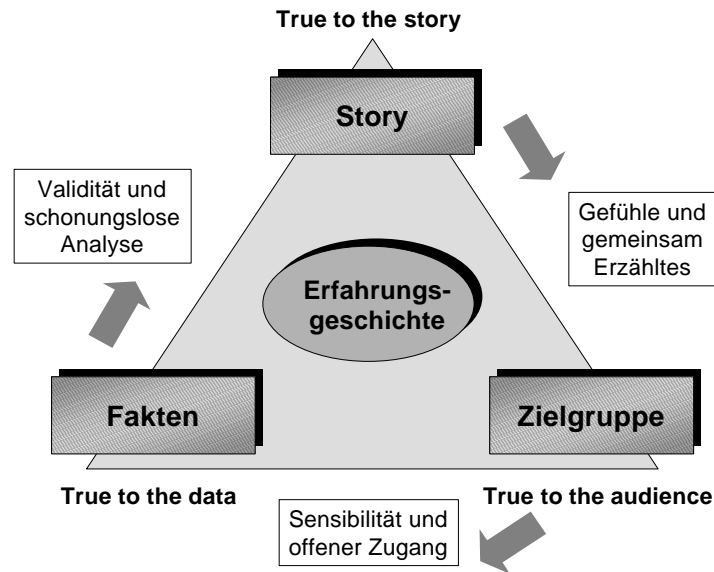 True to the story
Story
Validität und
schonungslose
Analyse
Gefühle und
gemeinsam
Erzähltes
Erfahrungs-
geschichte
Fakten
Zielgruppe
True to the data
True to the audience
Sensibilität und
offener Zugang